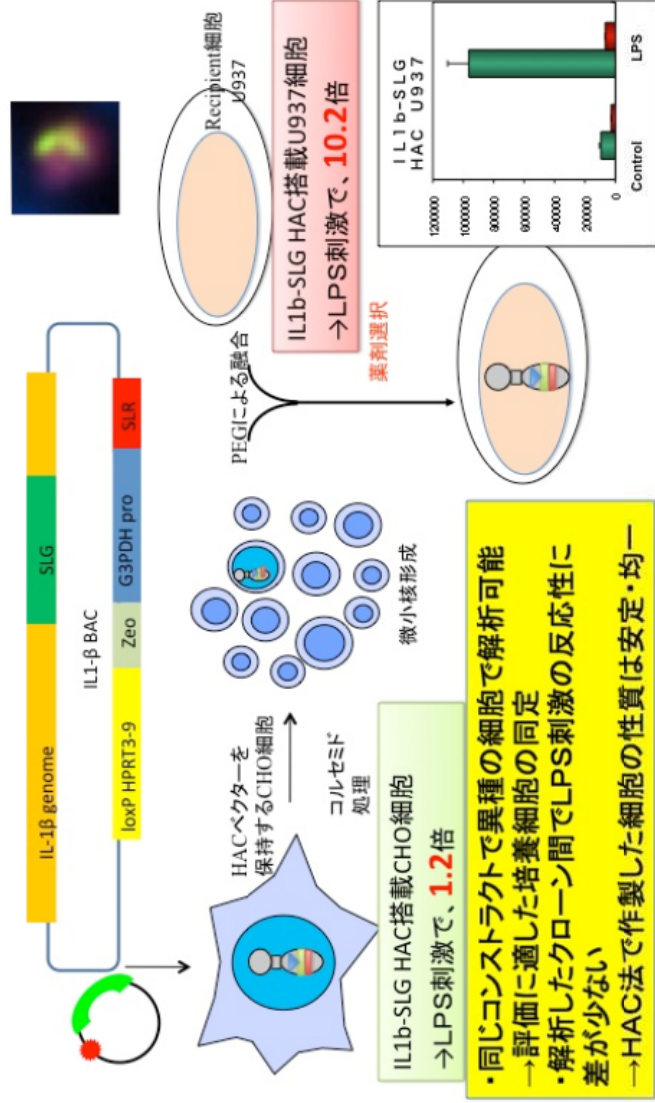 IL-1β genome
SLG
IL1-β BAC
loxP HPRT3-9
Zeo
G3PDH pro
SLR
HACベクターを
保持するCHO細胞
コルセミド
処理
微小核形成
PEGによる融合
Recipient細胞
U937
薬剤選択
IL1b-SLG HAC搭載CHO細胞
→LPS刺激で、1.2倍
IL1b-SLG HAC搭載U937細胞
→LPS刺激で、10.2倍
・同じコンストラクトで異種の細胞で解析可能
→評価に適した培養細胞の同定
・解析したクローン間でLPS刺激の反応性に
差が少ない
→HAC法で作製した細胞の性質は安定・均一
IL1b-SLG
HAC U937
1200000
1000000
800000
600000
400000
200000
0
Control
LPS